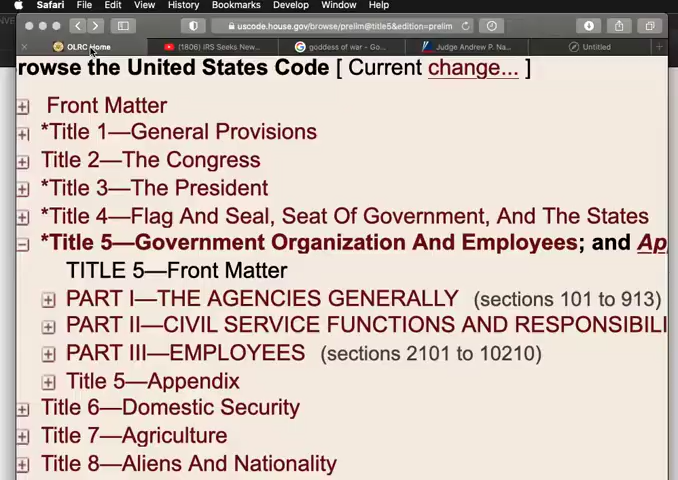 Safari File Edit View History Bookmarks Develop Window Help
uscode.house.gov/browse/prelim@title5&edition=prelim
OLRC Home (1806) IRS Seeks New... goddess of war - Go... Judge Andrew P. Na... Untitled
rowse the United States Code [ Current change... ]
Front Matter
*Title 1—General Provisions
Title 2—The Congress
*Title 3—The President
*Title 4—Flag And Seal, Seat Of Government, And The States
*Title 5—Government Organization And Employees; and Ap
TITLE 5—Front Matter
PART I—THE AGENCIES GENERALLY (sections 101 to 913)
PART II—CIVIL SERVICE FUNCTIONS AND RESPONSIBILI
PART III—EMPLOYEES (sections 2101 to 10210)
Title 5—Appendix
Title 6—Domestic Security
Title 7—Agriculture
Title 8—Aliens And Nationality